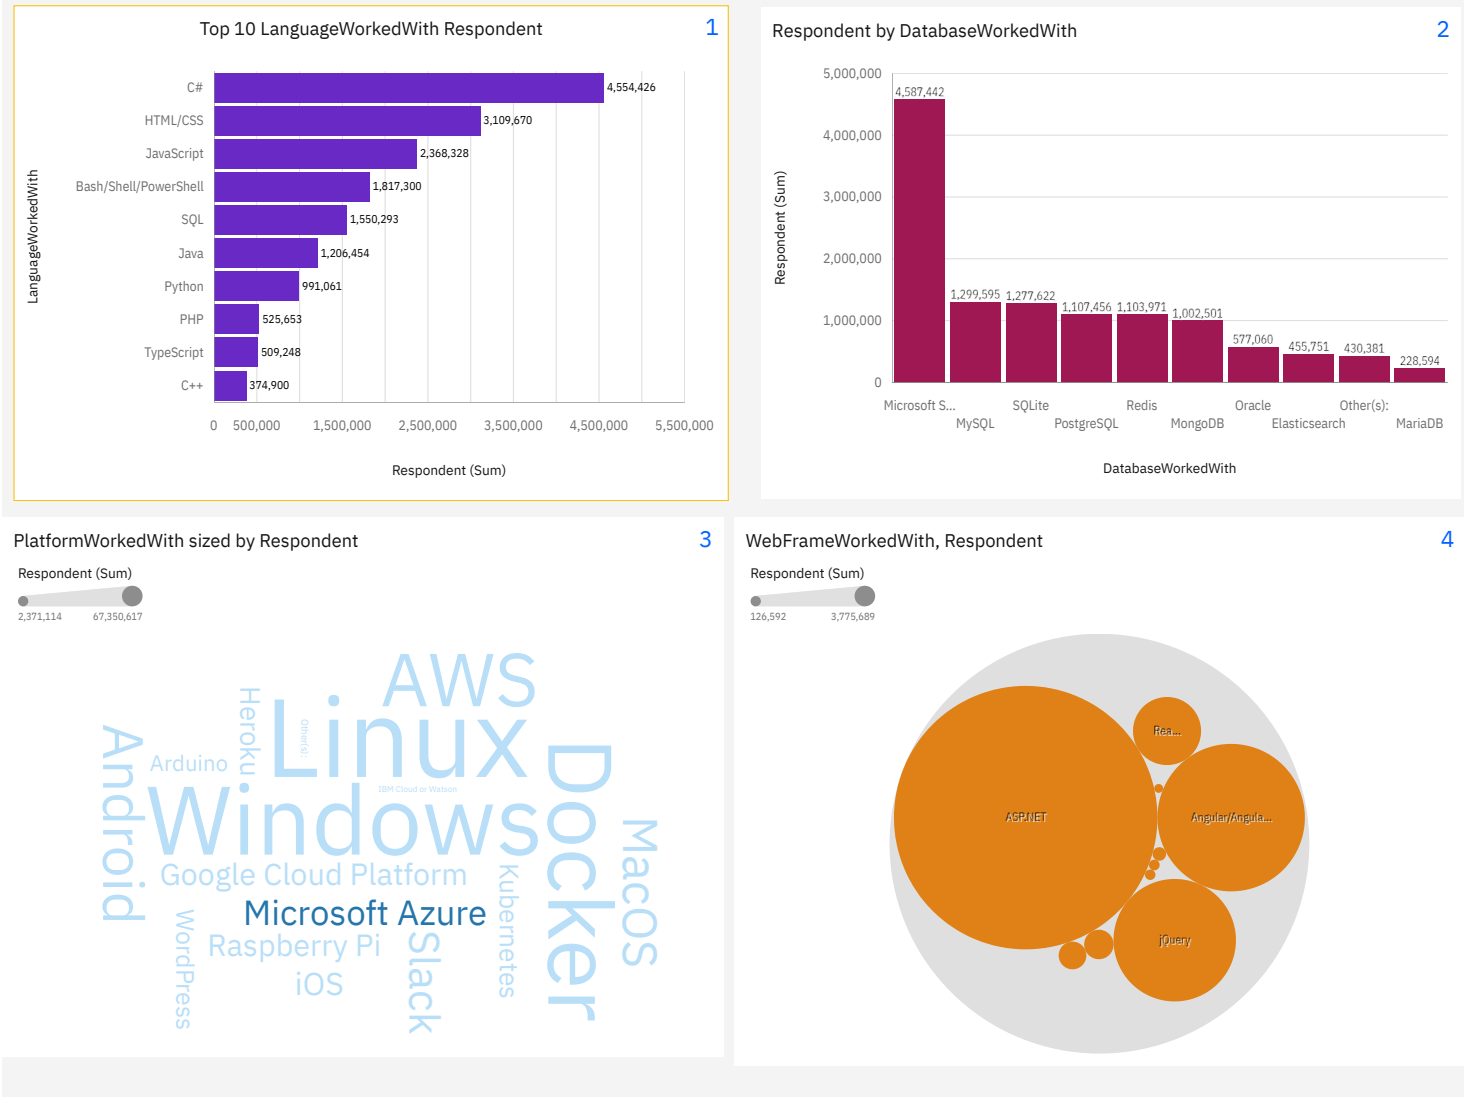 Top 10 LanguageWorkedWith Respondent
1
LanguageWorkedWith
C#
4,554,426
HTML/CSS
3,109,670
JavaScript
2,368,328
Bash/Shell/PowerShell
1,817,300
SQL
1,550,293
Java
1,206,454
Python
991,061
PHP
525,653
TypeScript
509,248
C++
374,900
0 500,000 1,500,000 2,500,000 3,500,000 4,500,000 5,500,000
Respondent (Sum)
Respondent by DatabaseWorkedWith
2
Respondent (Sum)
5,000,000
4,000,000
3,000,000
2,000,000
1,000,000
0
4,587,442
1,299,595
1,277,622
1,107,456
1,103,971
1,002,501
577,060
455,751
430,381
228,594
Microsoft S...
MySQL
SQLite
PostgreSQL
Redis
MongoDB
Oracle
Elasticsearch
Other(s):
MariaDB
DatabaseWorkedWith
PlatformWorkedWith sized by Respondent
3
Respondent (Sum)
2,371,114 67,350,617
AWS
Heroku
Other(s):
Linux
Android
Arduino
Docker
IBM Cloud or Watson
Windows
MacOS
Google Cloud Platform
Kubernetes
Microsoft Azure
WordPress
Raspberry Pi
Slack
iOS
WebFrameWorkedWith, Respondent
4
Respondent (Sum)
126,592 3,775,689
Rea...
ASP.NET
Angular/Angula...
jQuery